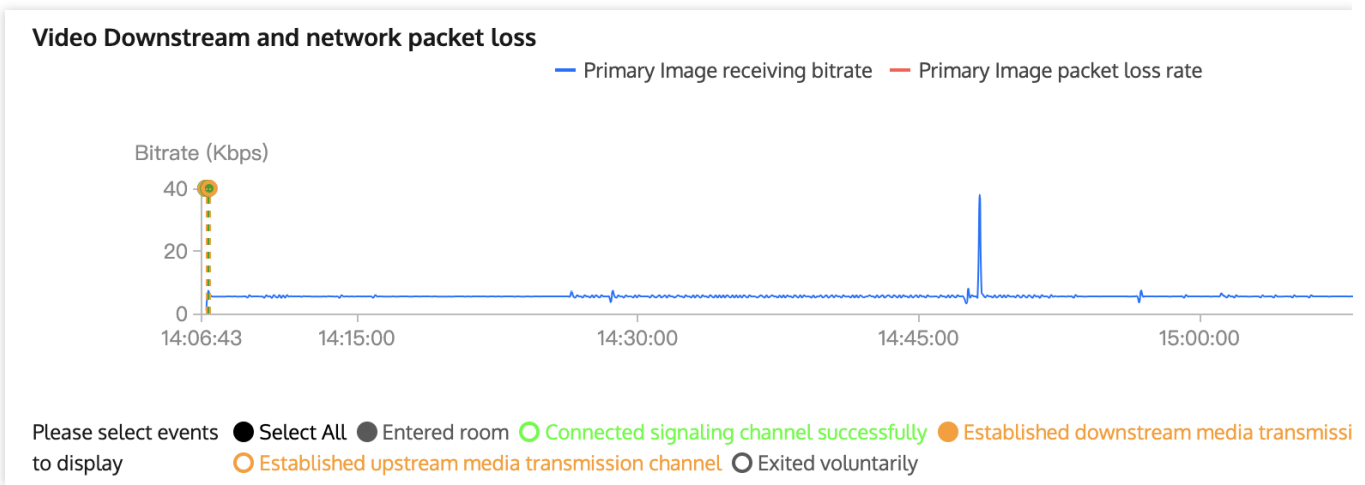 Video Downstream and network packet loss
Primary Image receiving bitrate Primary Image packet loss rate
Bitrate (Kbps)
40
20
0
14:06:43 14:15:00 14:30:00 14:45:00 15:00:00
Please select events Select All Entered room Connected signaling channel successfully Established downstream media
to display Established upstream media transmission channel Exited voluntarily